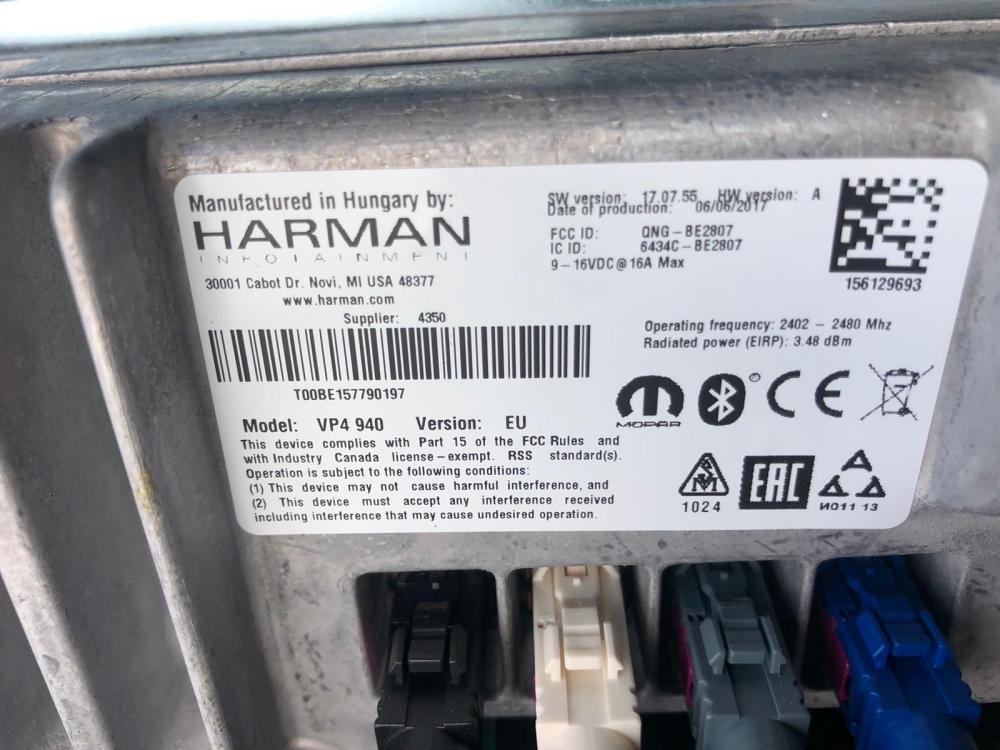 Manufactured in Hungary by:
HARMAN
INFOTAINMENT
30001 Cabot Dr. Novi, MI USA 48377
www.harman.com
Supplier: 4350
T00BE157790197
Model: VP4 940 Version: EU
This device complies with Part 15 of the FCC Rules and
with Industry Canada license-exempt. RSS standard(s).
Operation is subject to the following conditions:
(1) This device may not cause harmful interference, and
(2) This device must accept any interference received
including interference that may cause undesired operation.
SW version: 17.07.55 HW version: A
Date of production: 06/06/2017
FCC ID: QNG-BE2807
IC ID: 6434C-BE2807
9-16VDC@16A Max
156129693
Operating frequency: 2402 - 2480 Mhz
Radiated power (EIRP): 3.48 dBm
MOPAR
CE
1024
EAC
И011 13